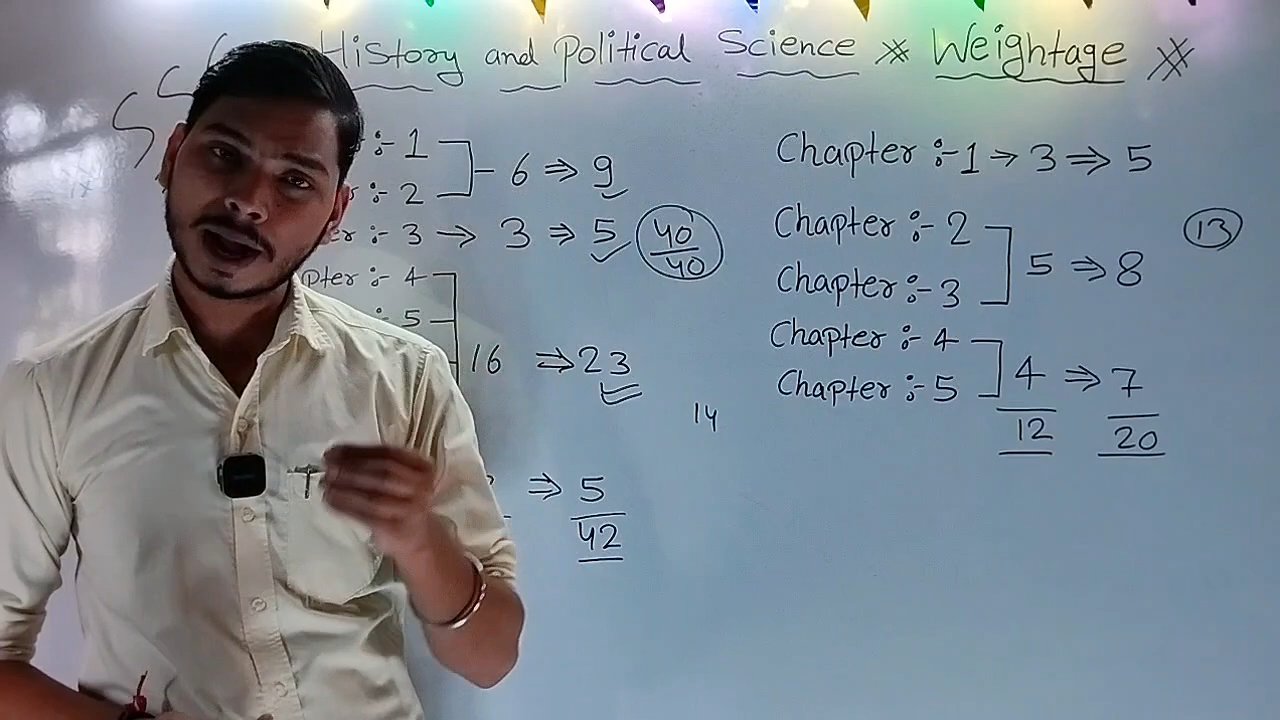 History and political Science ※ Weightage ※
:- 1
:- 2 - 6 ⇒ 9
:- 3 → 3 ⇒ 5
40/40
pter :- 4
:- 5
16 ⇒ 23
⇒ 5
42
14
Chapter :- 1 → 3 ⇒ 5
Chapter :- 2
Chapter :- 3 5 ⇒ 8
13
Chapter :- 4
Chapter :- 5 4 ⇒ 7
12 20